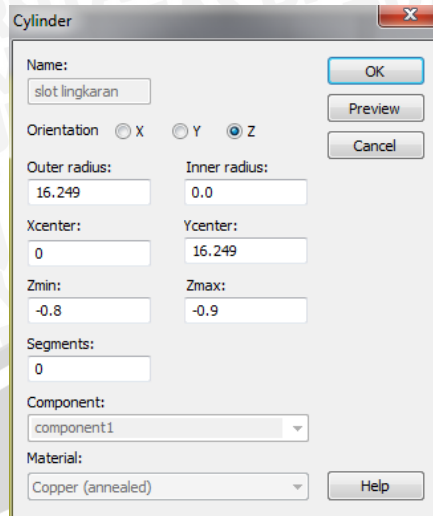 Cylinder
X
Name:
OK
slot lingkaran
Preview
Orientation X Y Z
Cancel
Outer radius: Inner radius:
16.249 0.0
Xcenter: Ycenter:
0 16.249
Zmin: Zmax:
-0.8 -0.9
Segments:
0
Component:
component1
Material:
Copper (annealed)
Help